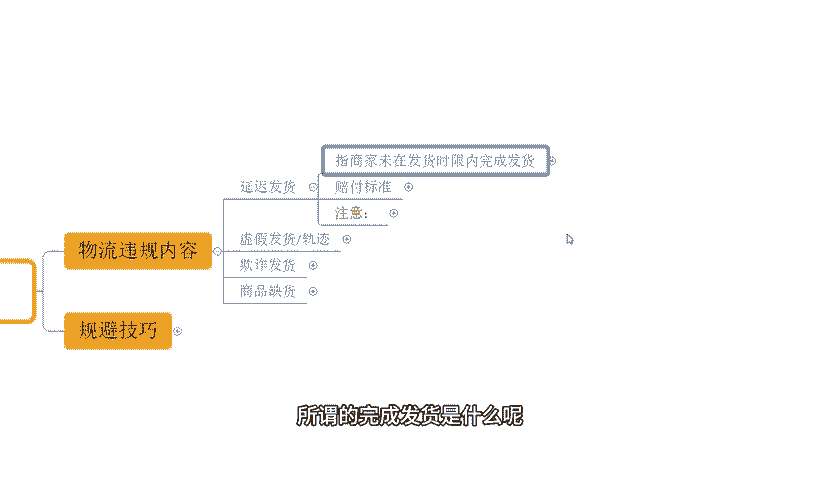 指商家未在发货时限内完成发货
延迟发货
赔付标准
注意：
虚假发货/轨迹
物流违规内容
欺诈发货
商品缺货
规避技巧
所谓的完成发货是什么呢